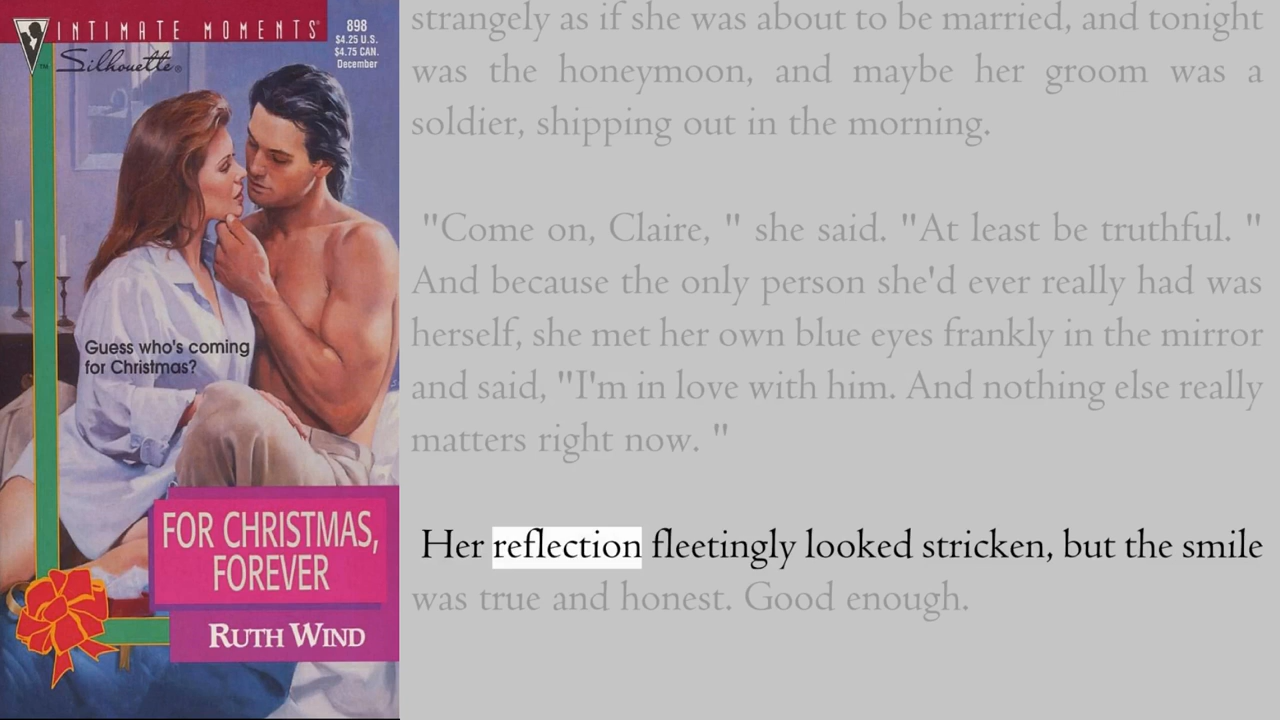 INTIMATE MOMENTS®
Silhouette®
™
898
$4.25 U.S.
$4.75 CAN.
December
Guess who's coming
for Christmas?
FOR CHRISTMAS,
FOREVER
RUTH WIND
strangely as if she was about to be married, and tonight
was the honeymoon, and maybe her groom was a
soldier, shipping out in the morning.
"Come on, Claire, " she said. "At least be truthful. "
And because the only person she'd ever really had was
herself, she met her own blue eyes frankly in the mirror
and said, "I'm in love with him. And nothing else really
matters right now. "
Her reflection fleetingly looked stricken, but the smile
was true and honest. Good enough.